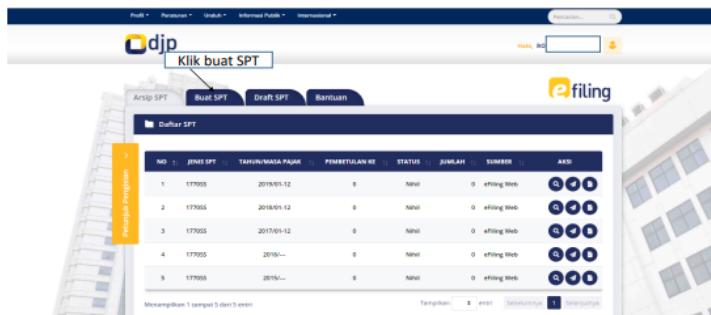 Profil Peraturan Unduh Informasi Publik Internasional Pencarian...
djp
Halo, RO
Klik buat SPT
efiling
Arsip SPT Buat SPT Draft SPT Bantuan
Daftar SPT
Petunjuk Pengisian
NO JENIS SPT TAHUN/MASA PAJAK PEMBETULAN KE STATUS JUMLAH SUMBER AKSI
1 1770SS 2019/01-12 0 Nihil 0 eFiling Web
2 1770SS 2018/01-12 0 Nihil 0 eFiling Web
3 1770SS 2017/01-12 0 Nihil 0 eFiling Web
4 1770SS 2016/--- 0 Nihil 0 eFiling Web
5 1770SS 2015/--- 0 Nihil 0 eFiling Web
Menampilkan 1 sampai 5 dari 5 entri Tampilkan entri Sebelumnya 1 Selanjutnya